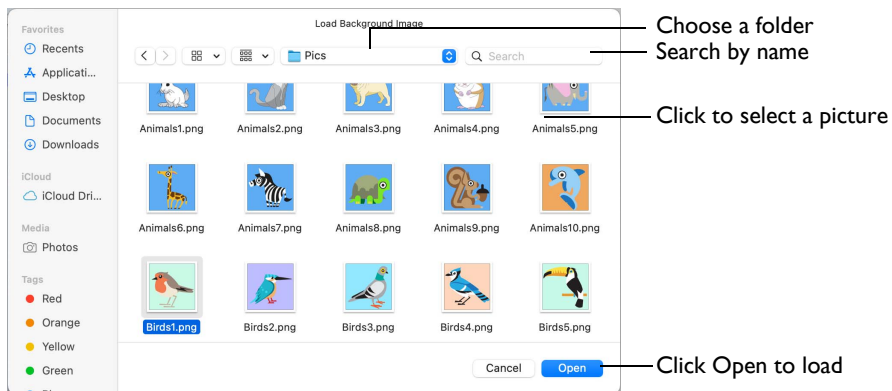 Load Background Image
Favorites
Recents
Applicati...
Desktop
Documents
Downloads
iCloud
iCloud Dri...
Media
Photos
Tags
Red
Orange
Yellow
Green
Pics
Search
Animals1.png Animals2.png Animals3.png Animals4.png Animals5.png
Animals6.png Animals7.png Animals8.png Animals9.png Animals10.png
Birds1.png Birds2.png Birds3.png Birds4.png Birds5.png
Cancel Open
Choose a folder
Search by name
Click to select a picture
Click Open to load